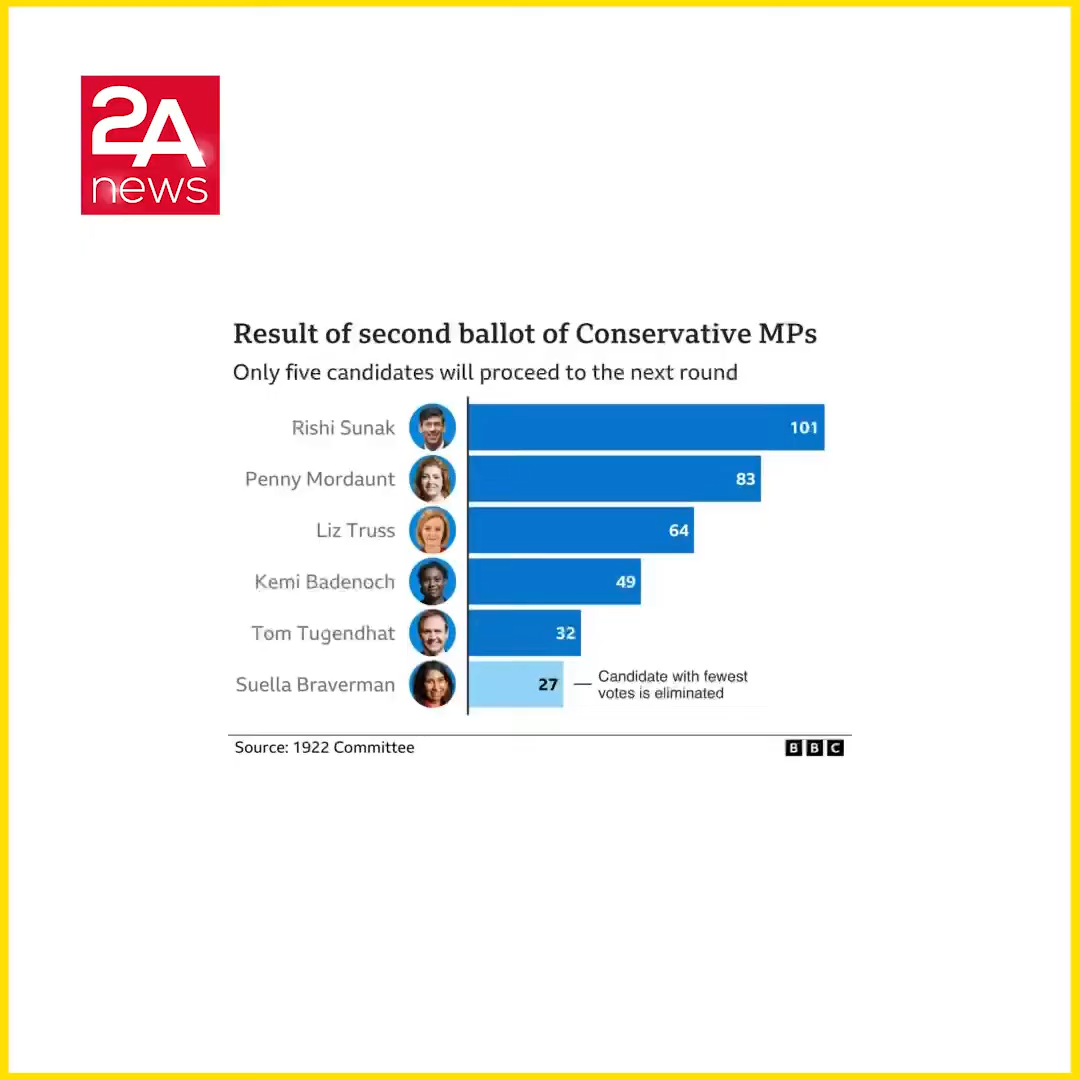 2A
news
Result of second ballot of Conservative MPs
Only five candidates will proceed to the next round
Rishi Sunak 101
Penny Mordaunt 83
Liz Truss 64
Kemi Badenoch 49
Tom Tugendhat 32
Suella Braverman 27 Candidate with fewest
votes is eliminated
Source: 1922 Committee BBC